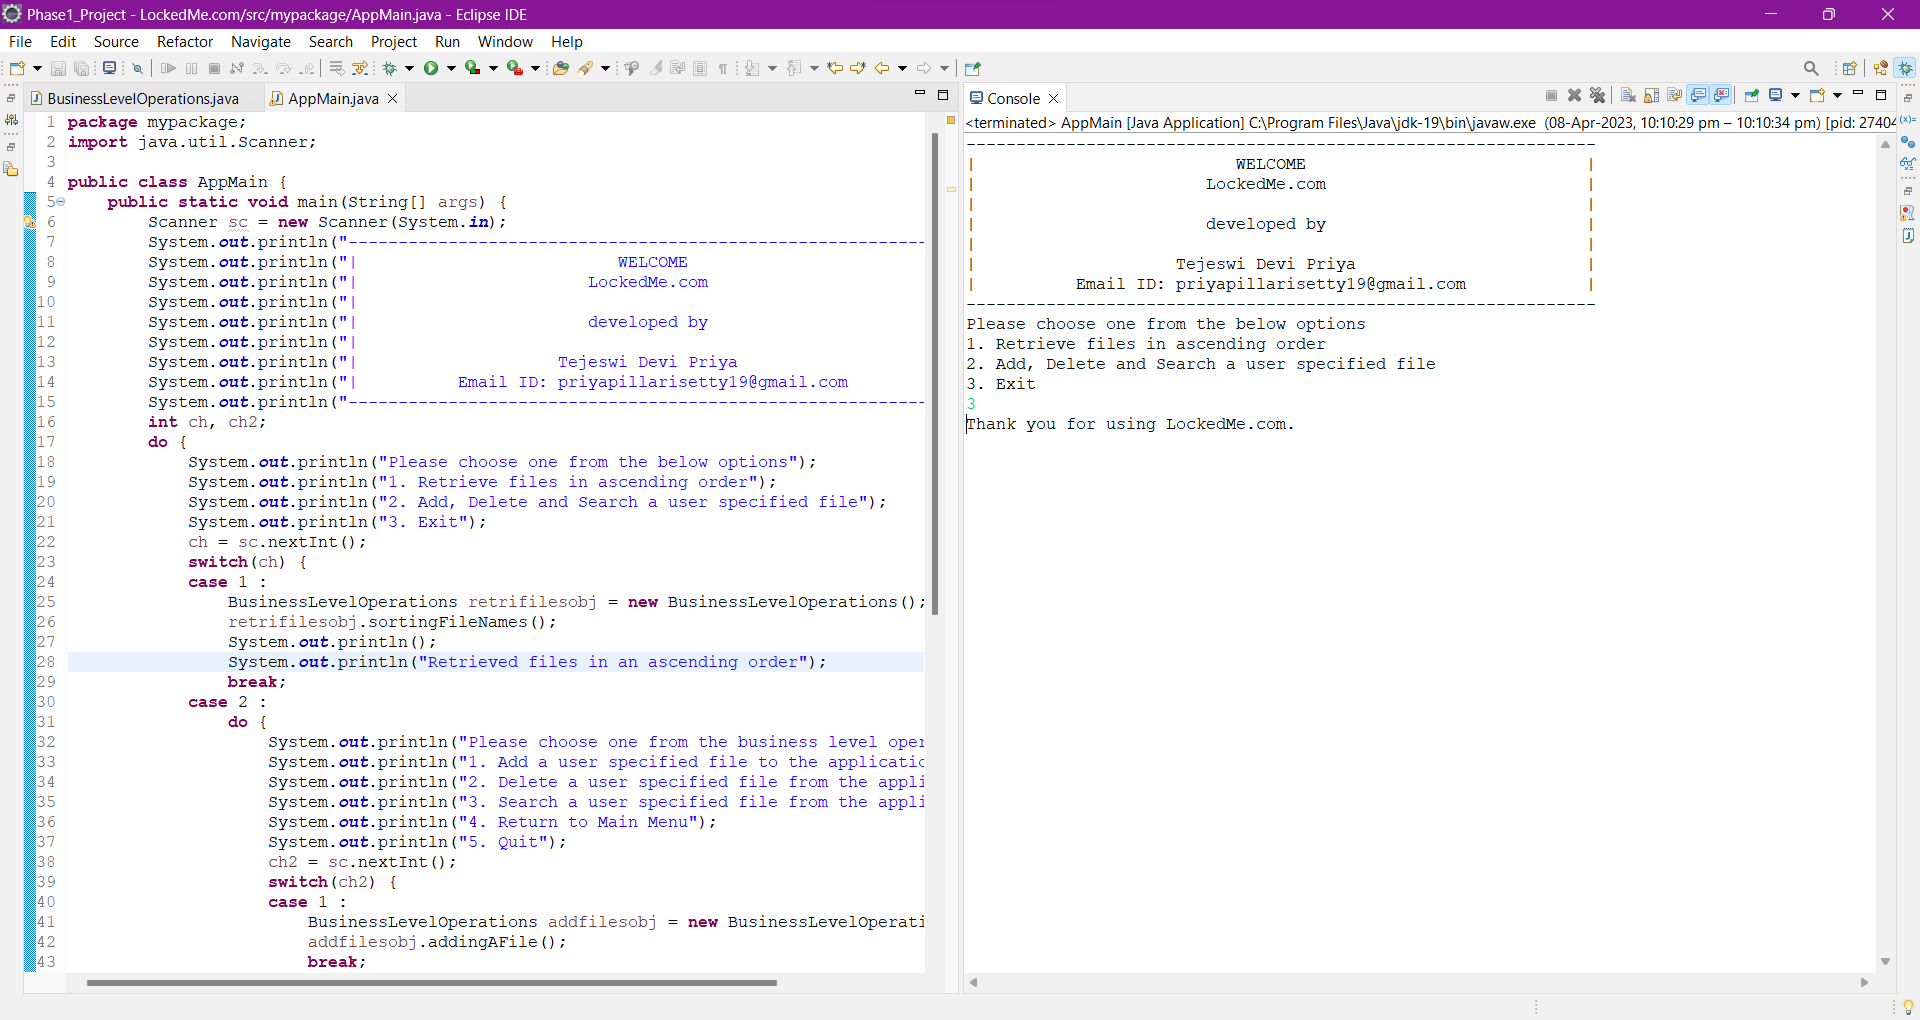 Phase1_Project - LockedMe.com/src/mypackage/AppMain.java - Eclipse IDE
File Edit Source Refactor Navigate Search Project Run Window Help
BusinessLevelOperations.java AppMain.java
1 package mypackage;
2 import java.util.Scanner;
3
4 public class AppMain {
5 public static void main(String[] args) {
6 Scanner sc = new Scanner(System.in);
7 System.out.println("----------------------------------------------------------
8 System.out.println("| WELCOME
9 System.out.println("| LockedMe.com
10 System.out.println("|
11 System.out.println("| developed by
12 System.out.println("|
13 System.out.println("| Tejeswi Devi Priya
14 System.out.println("| Email ID: priyapillarisetty19@gmail.com
15 System.out.println("----------------------------------------------------------
16 int ch, ch2;
17 do {
18 System.out.println("Please choose one from the below options");
19 System.out.println("1. Retrieve files in ascending order");
20 System.out.println("2. Add, Delete and Search a user specified file");
21 System.out.println("3. Exit");
22 ch = sc.nextInt();
23 switch(ch) {
24 case 1 :
25 BusinessLevelOperations retrifilesobj = new BusinessLevelOperations();
26 retrifilesobj.sortingFileNames();
27 System.out.println();
28 System.out.println("Retrieved files in an ascending order");
29 break;
30 case 2 :
31 do {
32 System.out.println("Please choose one from the business level oper
33 System.out.println("1. Add a user specified file to the applicatic
34 System.out.println("2. Delete a user specified file from the appli
35 System.out.println("3. Search a user specified file from the appli
36 System.out.println("4. Return to Main Menu");
37 System.out.println("5. Quit");
38 ch2 = sc.nextInt();
39 switch(ch2) {
40 case 1 :
41 BusinessLevelOperations addfilesobj = new BusinessLevelOperati
42 addfilesobj.addingAFile();
43 break;
Console
<terminated> AppMain [Java Application] C:\Program Files\Java\jdk-19\bin\javaw.exe (08-Apr-2023, 10:10:29 pm – 10:10:34 pm) [pid: 27404
---------------------------------------------------------------
| WELCOME |
| LockedMe.com |
| |
| developed by |
| |
| Tejeswi Devi Priya |
| Email ID: priyapillarisetty19@gmail.com |
---------------------------------------------------------------
Please choose one from the below options
1. Retrieve files in ascending order
2. Add, Delete and Search a user specified file
3. Exit
3
Thank you for using LockedMe.com.